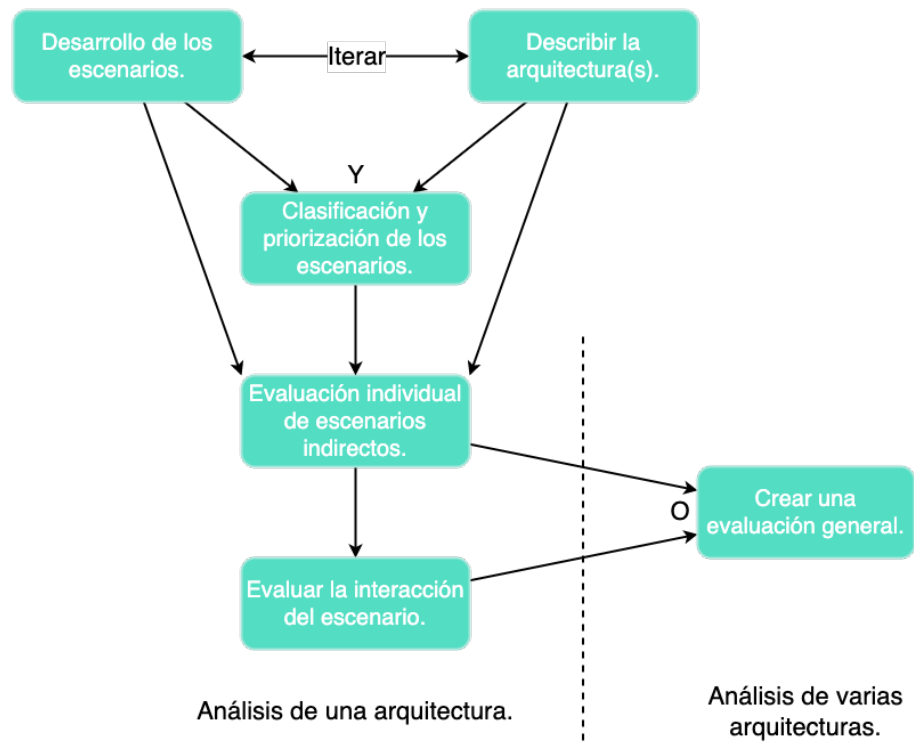 Desarrollo de los
escenarios.
Iterar
Describir la
arquitectura(s).
Y
Clasificación y
priorización de los
escenarios.
Evaluación individual
de escenarios
indirectos.
O
Crear una
evaluación general.
Evaluar la interacción
del escenario.
Análisis de una arquitectura.
Análisis de varias
arquitecturas.